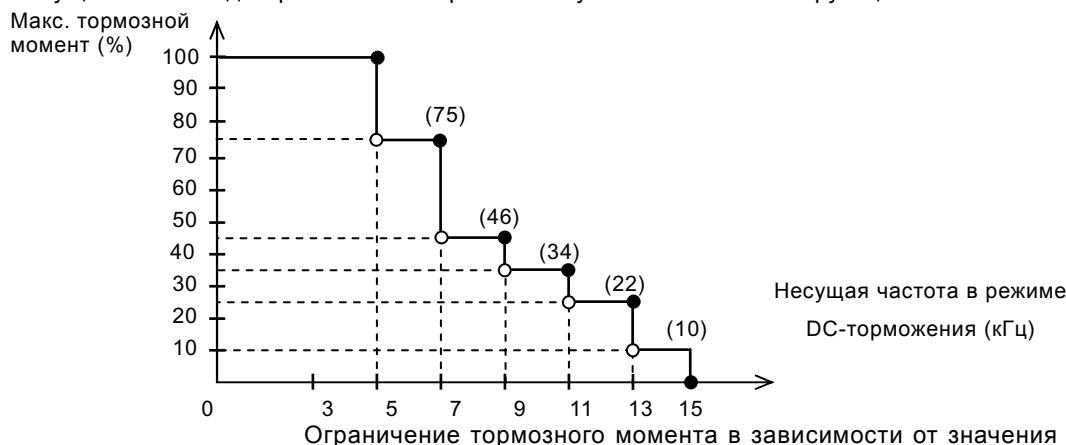 Макс. тормозной
момент (%)
100
90
80
(75)
70
60
50
(46)
40
(34)
30
(22)
Несущая частота в режиме
20
(10)
DC-торможения (кГц)
10
0 3 5 7 9 11 13 15
Ограничение тормозного момента в зависимости от значения